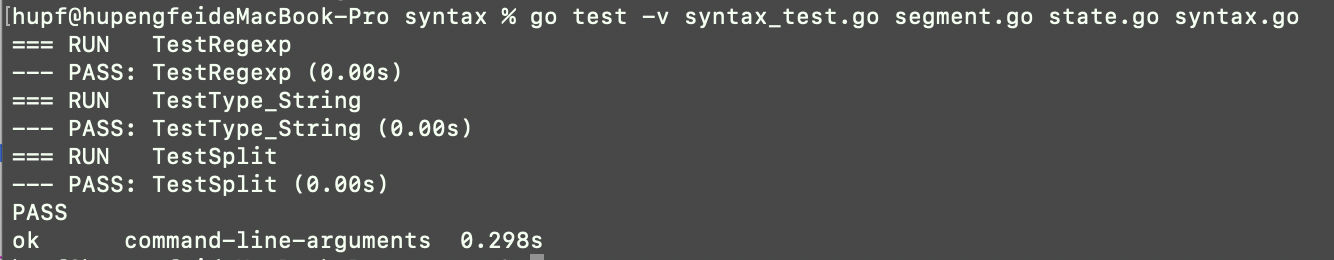 [hupf@hupengfeideMacBook-Pro syntax % go test -v syntax_test.go segment.go state.go syntax.go
=== RUN   TestRegexp
--- PASS: TestRegexp (0.00s)
=== RUN   TestType_String
--- PASS: TestType_String (0.00s)
=== RUN   TestSplit
--- PASS: TestSplit (0.00s)
PASS
ok      command-line-arguments  0.298s